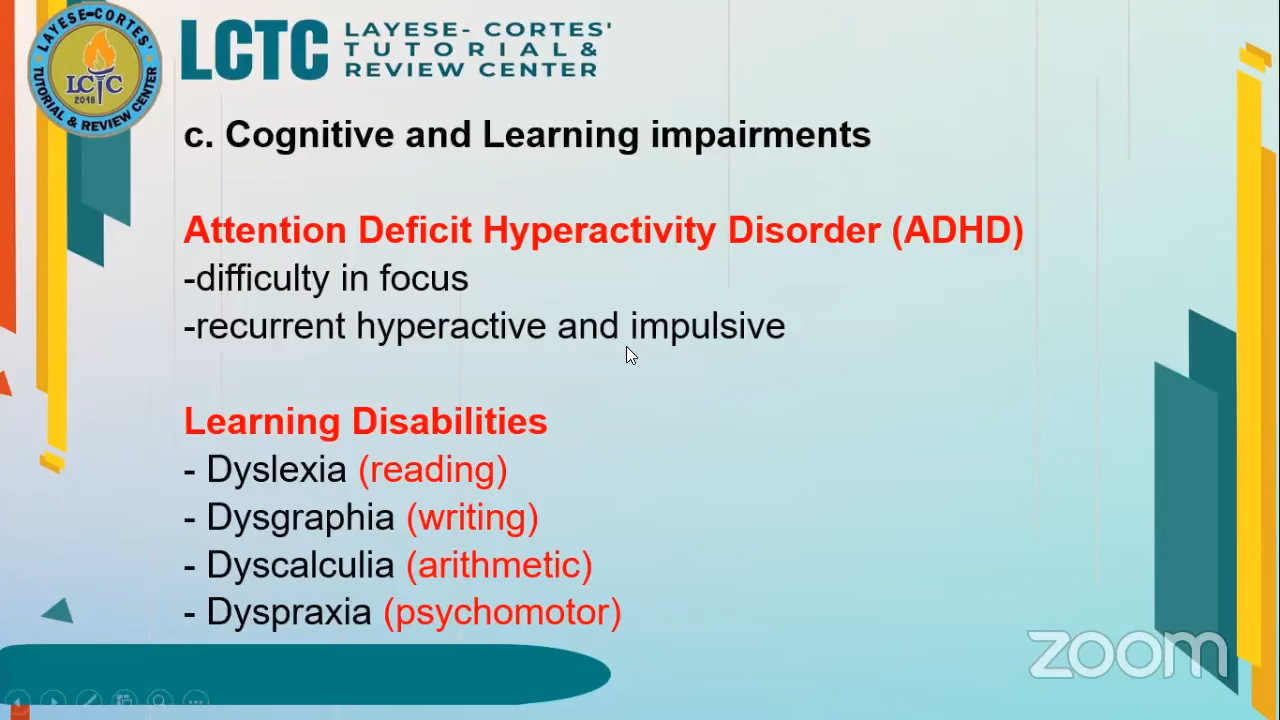 LAYESE-CORTES'
LCTC
2018
TUTORIAL & REVIEW CENTER
LCTC
LAYESE- CORTES'
TUTORIAL &
REVIEW CENTER
c. Cognitive and Learning impairments
Attention Deficit Hyperactivity Disorder (ADHD)
-difficulty in focus
-recurrent hyperactive and impulsive
Learning Disabilities
- Dyslexia (reading)
- Dysgraphia (writing)
- Dyscalculia (arithmetic)
- Dyspraxia (psychomotor)
zoom